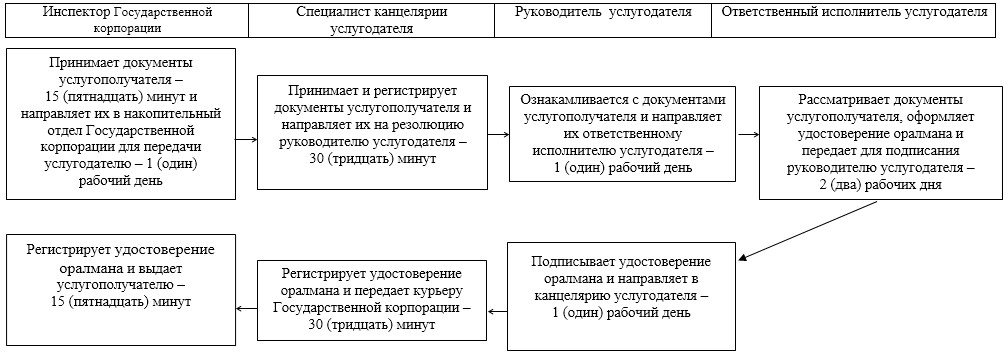 Инспектор Государственной
корпорации
Специалист канцелярии
услугодателя
Руководитель услугодателя
Ответственный исполнитель услугодателя
Принимает документы
услугополучателя –
15 (пятнадцать) минут и
направляет их в накопительный
отдел Государственной
корпорации для передачи
услугодателю – 1 (один)
рабочий день
Принимает и регистрирует
документы услугополучателя и
направляет их на резолюцию
руководителю услугодателя –
30 (тридцать) минут
Ознакамливается с документами
услугополучателя и направляет
их ответственному
исполнителю услугодателя –
1 (один) рабочий день
Рассматривает документы
услугополучателя, оформляет
удостоверение оралмана и
передает для подписания
руководителю услугодателя –
2 (два) рабочих дня
Подписывает удостоверение
оралмана и направляет в
канцелярию услугодателя –
1 (один) рабочий день
Регистрирует удостоверение
оралмана и передает курьеру
Государственной корпорации –
30 (тридцать) минут
Регистрирует удостоверение
оралмана и выдает
услугополучателю –
15 (пятнадцать) минут